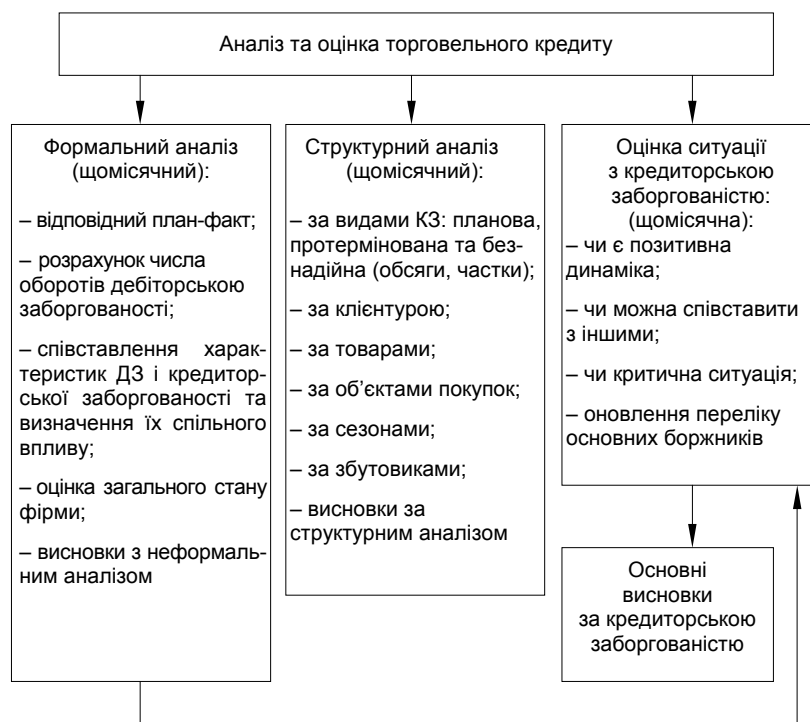 Аналіз та оцінка торговельного кредиту
Формальний аналіз
(щомісячний):
– відповідний план-факт;
– розрахунок числа
оборотів дебіторською
заборгованості;
– співставлення харак-
теристик ДЗ і кредитор-
ської заборгованості та
визначення їх спільного
впливу;
– оцінка загального стану
фірми;
– висновки з неформаль-
ним аналізом
Структурний аналіз
(щомісячний):
– за видами КЗ: планова,
протермінована та без-
надійна (обсяги, частки);
– за клієнтурою;
– за товарами;
– за об’єктами покупок;
– за сезонами;
– за збутовиками;
– висновки за
структурним аналізом
Оцінка ситуації
з кредиторською
заборгованістю:
(щомісячна):
– чи є позитивна
динаміка;
– чи можна співставити
з іншими;
– чи критична ситуація;
– оновлення переліку
основних боржників
Основні
висновки
за кредиторською
заборгованістю